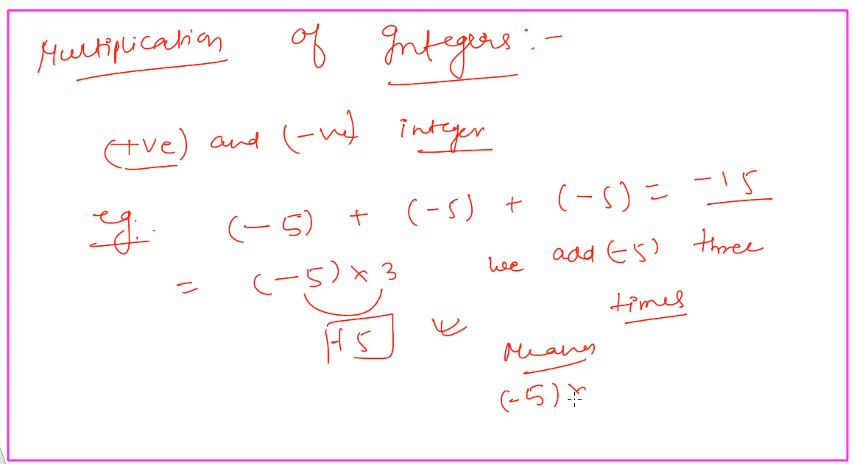 Multiplication of Integers:-
(+ve) and (-ve) integer
eg. (-5) + (-5) + (-5) = -15
= (-5) × 3 we add (-5) three times
-15
Means
(-5) ×